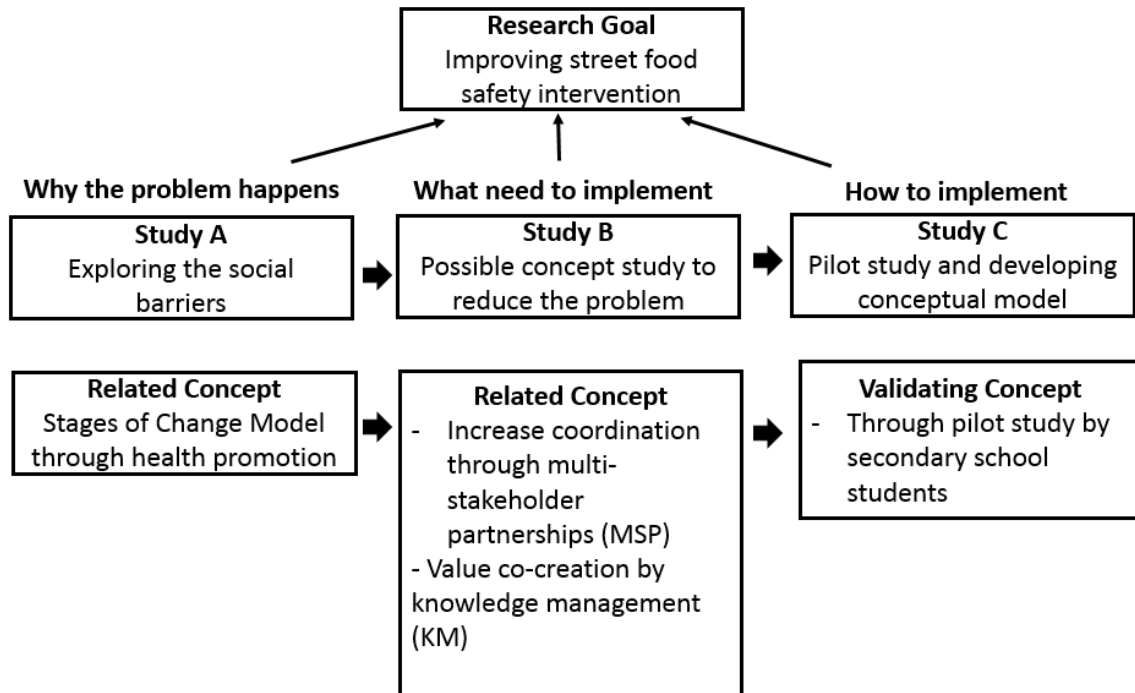 Research Goal
Improving street food
safety intervention
Why the problem happens
What need to implement
How to implement
Study A
Exploring the social
barriers
Study B
Possible concept study to
reduce the problem
Study C
Pilot study and developing
conceptual model
Related Concept
Stages of Change Model
through health promotion
Related Concept
- Increase coordination
through multi-
stakeholder
partnerships (MSP)
- Value co-creation by
knowledge management
(KM)
Validating Concept
- Through pilot study by
secondary school
students